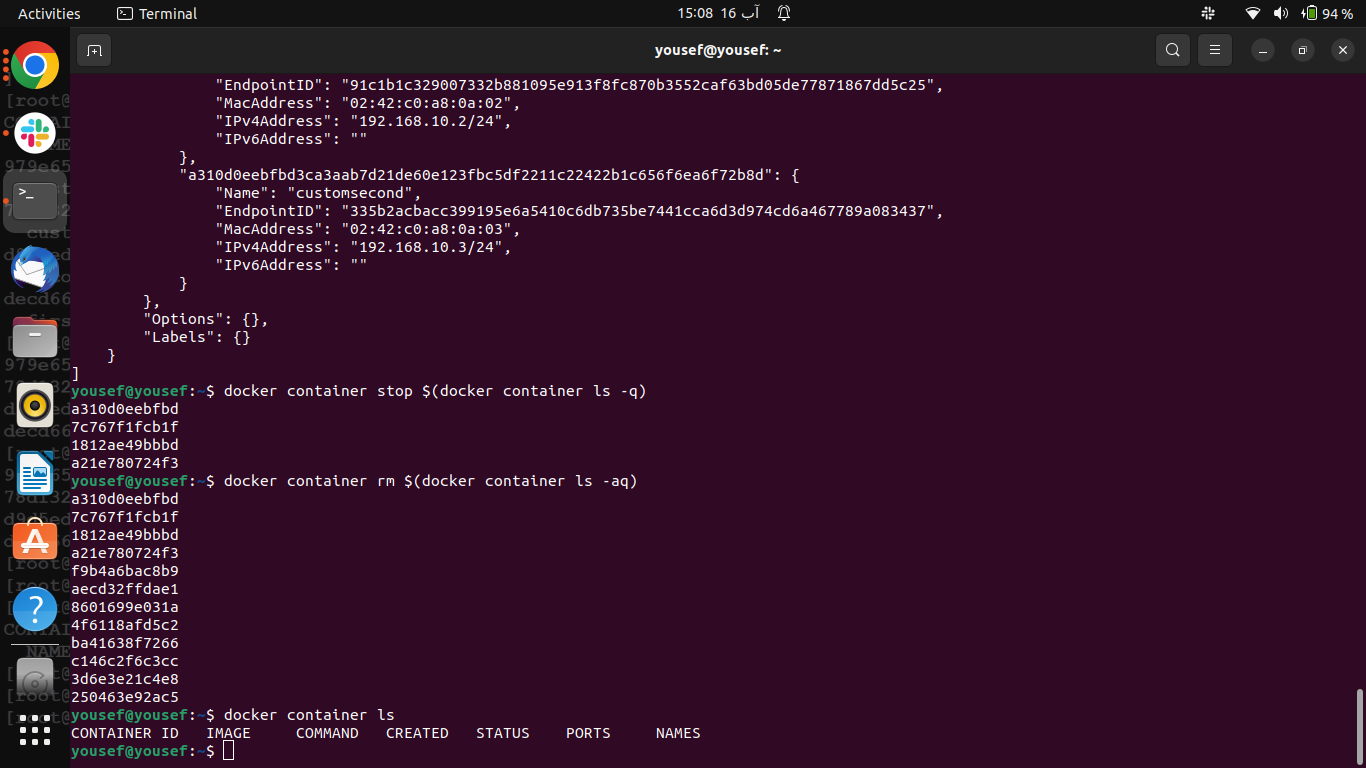 Activities
Terminal
15:08 16 آب
94 %
yousef@yousef: ~
"EndpointID": "91c1b1c329007332b881095e913f8fc870b3552caf63bd05de77871867dd5c25",
"MacAddress": "02:42:c0:a8:0a:02",
"IPv4Address": "192.168.10.2/24",
"IPv6Address": ""
},
"a310d0eebfbd3ca3aab7d21de60e123fbc5df2211c22422b1c656f6ea6f72b8d": {
"Name": "customsecond",
"EndpointID": "335b2acbacc399195e6a5410c6db735be7441cca6d3d974cd6a467789a083437",
"MacAddress": "02:42:c0:a8:0a:03",
"IPv4Address": "192.168.10.3/24",
"IPv6Address": ""
}
},
"Options": {},
"Labels": {}
}
]
yousef@yousef:~$ docker container stop $(docker container ls -q)
a310d0eebfbd
7c767f1fcb1f
1812ae49bbbd
a21e780724f3
yousef@yousef:~$ docker container rm $(docker container ls -aq)
a310d0eebfbd
7c767f1fcb1f
1812ae49bbbd
a21e780724f3
f9b4a6bac8b9
aecd32ffdae1
8601699e031a
4f6118afd5c2
ba41638f7266
c146c2f6c3cc
3d6e3e21c4e8
250463e92ac5
yousef@yousef:~$ docker container ls
CONTAINER ID IMAGE COMMAND CREATED STATUS PORTS NAMES
yousef@yousef:~$